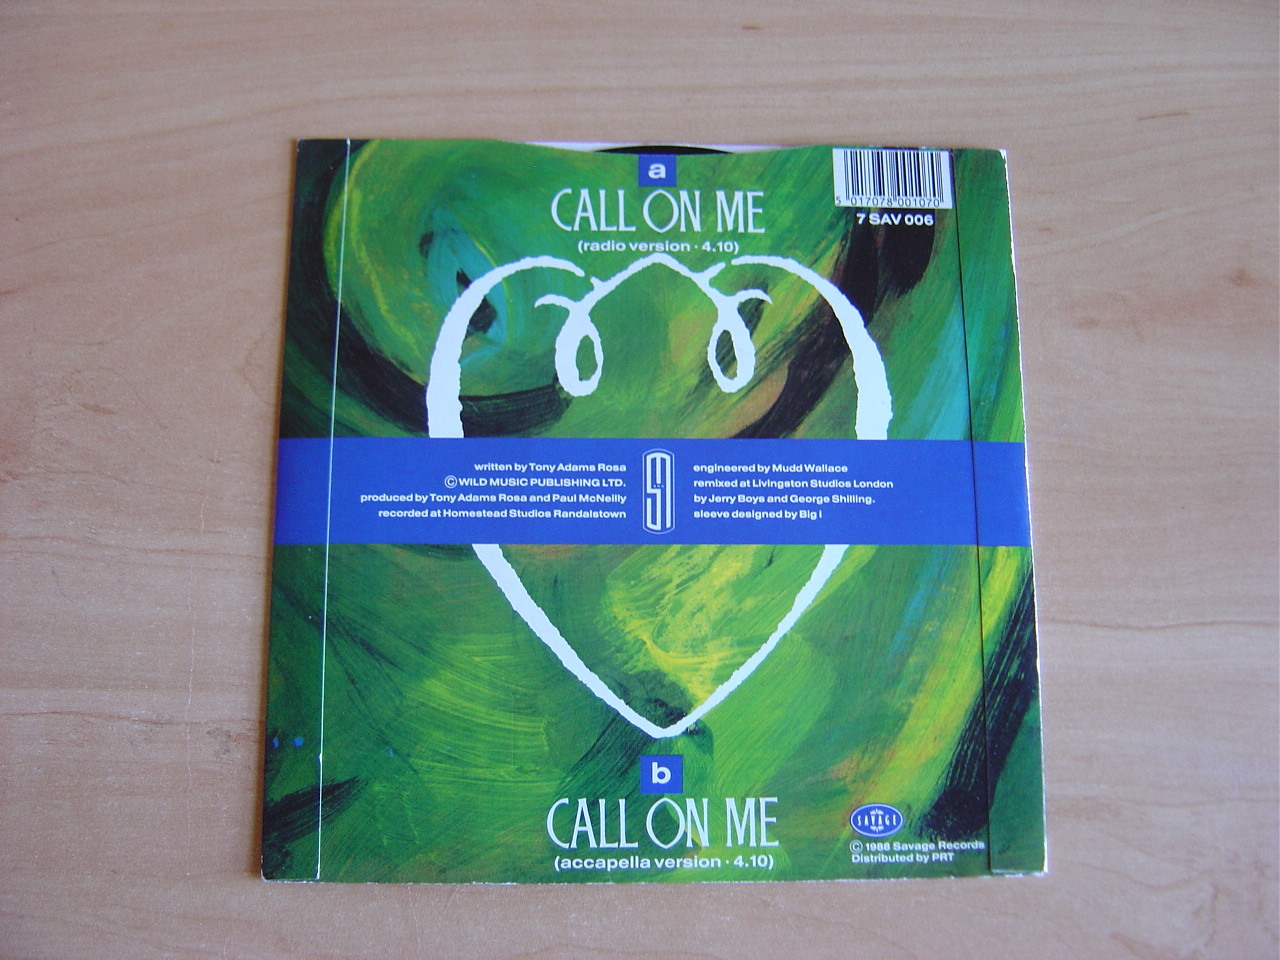 a
CALL ON ME
(radio version · 4.10)
5 017078 001070
7 SAV 006
written by Tony Adams Rosa
© WILD MUSIC PUBLISHING LTD.
produced by Tony Adams Rosa and Paul McNeilly
recorded at Homestead Studios Randalstown
engineered by Mudd Wallace
remixed at Livingston Studios London
by Jerry Boys and George Shilling.
sleeve designed by Big i
b
CALL ON ME
(accapella version · 4.10)
SAVAGE
© 1988 Savage Records
Distributed by PRT